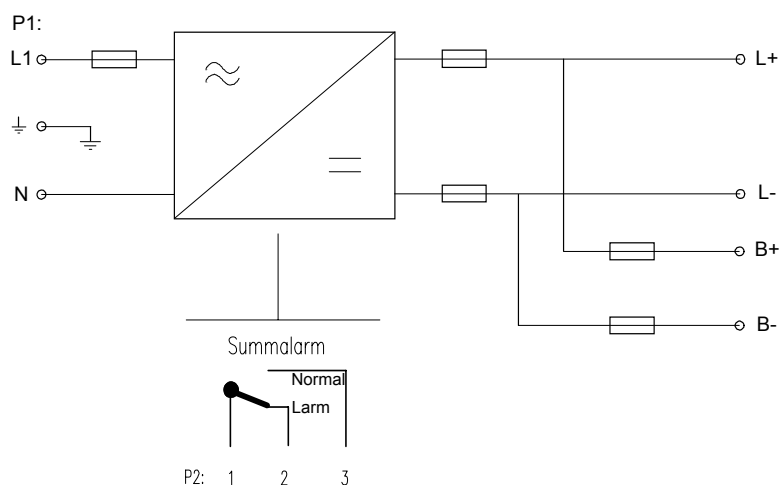 P1:
L1
L+
N
L-
B+
B-
Summalarm
Normal
Larm
P2: 1 2 3